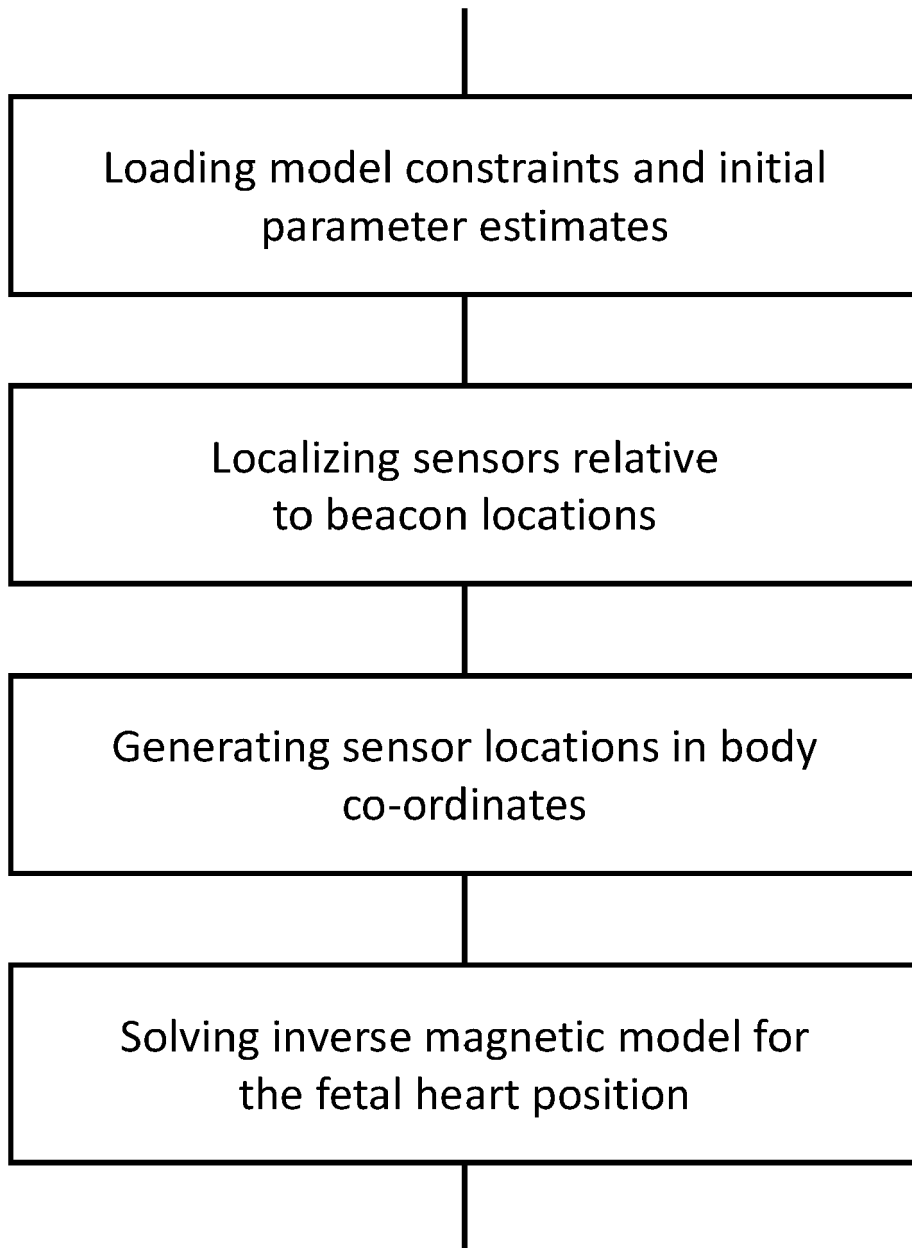 Loading model constraints and initial
parameter estimates
Localizing sensors relative
to beacon locations
Generating sensor locations in body
co-ordinates
Solving inverse magnetic model for
the fetal heart position